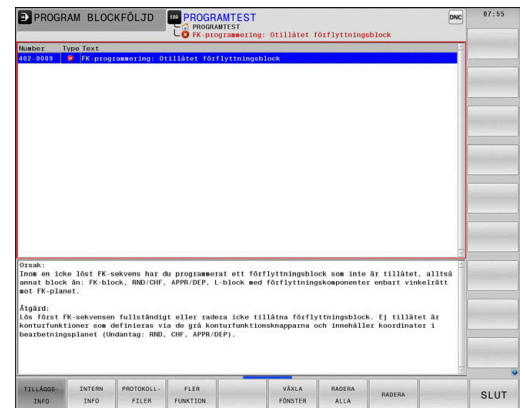 PROGRAM BLOCKFÖLJD
ERR PROGRAMTEST
DNC
07:55
PROGRAMTEST
FK-programmering: Otillåtet förflyttningsblock
Number Type Text
402-0009 FK-programmering: Otillåtet förflyttningsblock
Orsak:
Inom en icke löst FK-sekvens har du programmerat ett förflyttningsblock som inte är tillåtet, alltså
annat block än: FK-block, RND/CHF, APPR/DEP, L-block med förflyttningskomponenter enbart vinkelrätt
mot FK-planet.
Åtgärd:
Lös först FK-sekvensen fullständigt eller radera icke tillåtna förflyttningsblock. Ej tillåtet är
konturfunktioner som definieras via de grå konturfunktionsknapparna och innehåller koordinater i
bearbetningsplanet (Undantag: RND, CHF, APPR/DEP).
TILLÄGGS- INFO
INTERN INFO
PROTOKOLL- FILER
FLER FUNKTION.
VÄXLA FÖNSTER
RADERA ALLA
RADERA
SLUT